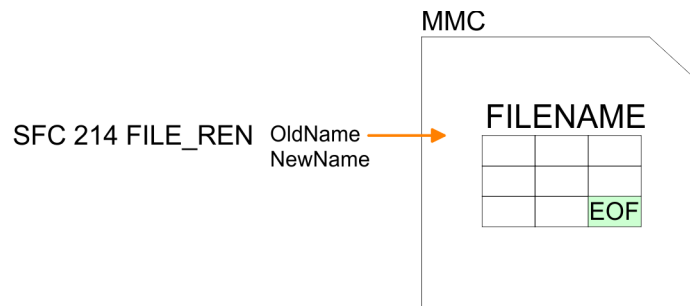 MMC
FILENAME
SFC 214 FILE_REN OldName
NewName
EOF